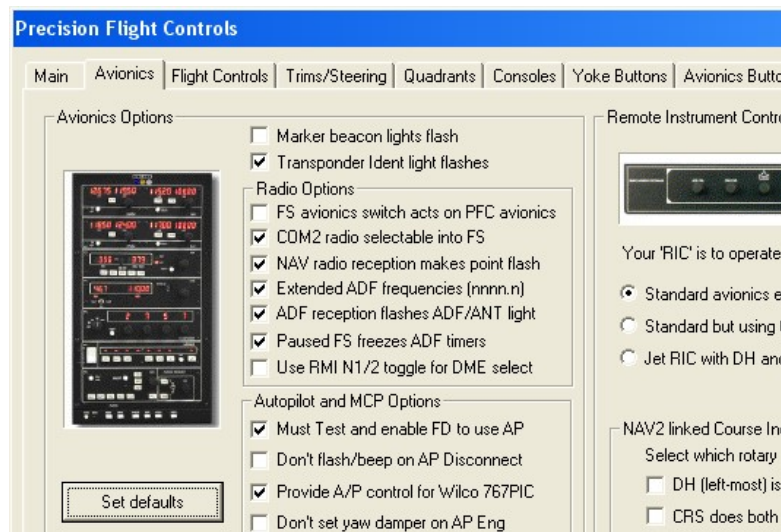 Precision Flight Controls
Main Avionics Flight Controls Trims/Steering Quadrants Consoles Yoke Buttons Avionics Butto
Avionics Options
Marker beacon lights flash
Transponder Ident light flashes
Radio Options
FS avionics switch acts on PFC avionics
COM2 radio selectable into FS
NAV radio reception makes point flash
Extended ADF frequencies (nnnn.n)
ADF reception flashes ADF/ANT light
Paused FS freezes ADF timers
Use RMI N1/2 toggle for DME select
Autopilot and MCP Options
Must Test and enable FD to use AP
Don't flash/beep on AP Disconnect
Provide A/P control for Wilco 767PIC
Don't set yaw damper on AP Eng
Set defaults
Remote Instrument Contr
Your 'RIC' is to operate
Standard avionics e
Standard but using
Jet RIC with DH an
NAV2 linked Course In
Select which rotary
DH (left-most) is
CRS does both